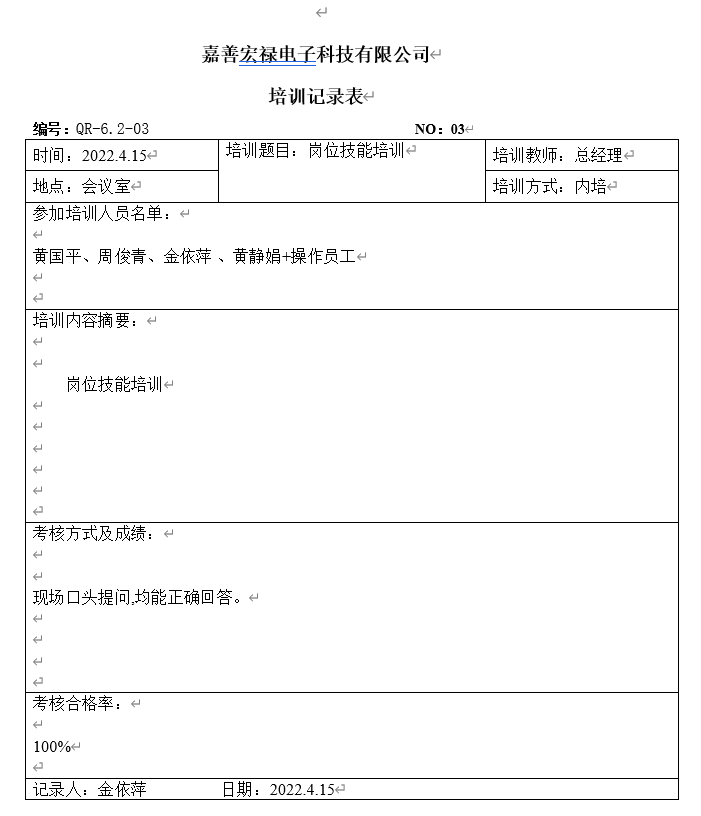 嘉善宏禄电子科技有限公司
培训记录表
编号：QR-6.2-03 NO：03
时间：2022.4.15 培训题目：岗位技能培训 培训教师：总经理
地点：会议室 培训方式：内培
参加培训人员名单：
黄国平、周俊青、金依萍 、黄静娟+操作员工
培训内容摘要：
岗位技能培训
考核方式及成绩：
现场口头提问,均能正确回答。
考核合格率：
100%
记录人：金依萍 日期：2022.4.15